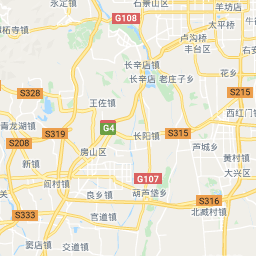 永定镇
石景山区
羊坊店
G108
太平桥
柘寺镇
卢沟桥
丰台区
长辛店镇
花乡
长辛店
老庄子乡
S328
王佐镇
S215
西红门镇
青龙湖镇
S319
G4
长阳镇
S315
S208
房山区
芦城乡
黄村镇
新镇
大兴区
G107
阎村镇
良乡镇
葫芦垡乡
S316
S333
官道镇
北臧村镇
窦店镇
交道镇